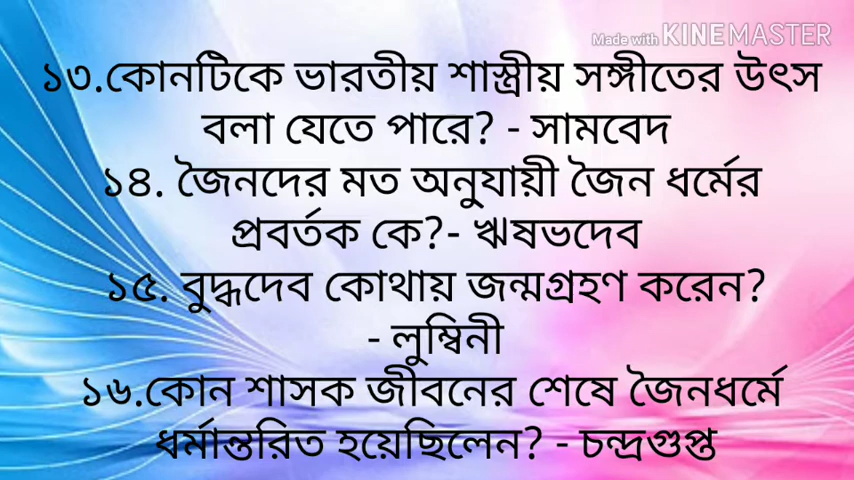 Made with KINEMASTER
১৩.কোনটিকে ভারতীয় শাস্ত্রীয় সঙ্গীতের উৎস
বলা যেতে পারে? - সামবেদ
১৪. জৈনদের মত অনুযায়ী জৈন ধর্মের
প্রবর্তক কে?- ঋষভদেব
১৫. বুদ্ধদেব কোথায় জন্মগ্রহণ করেন?
- লুম্বিনী
১৬.কোন শাসক জীবনের শেষে জৈনধর্মে
ধর্মান্তরিত হয়েছিলেন? - চন্দ্রগুপ্ত